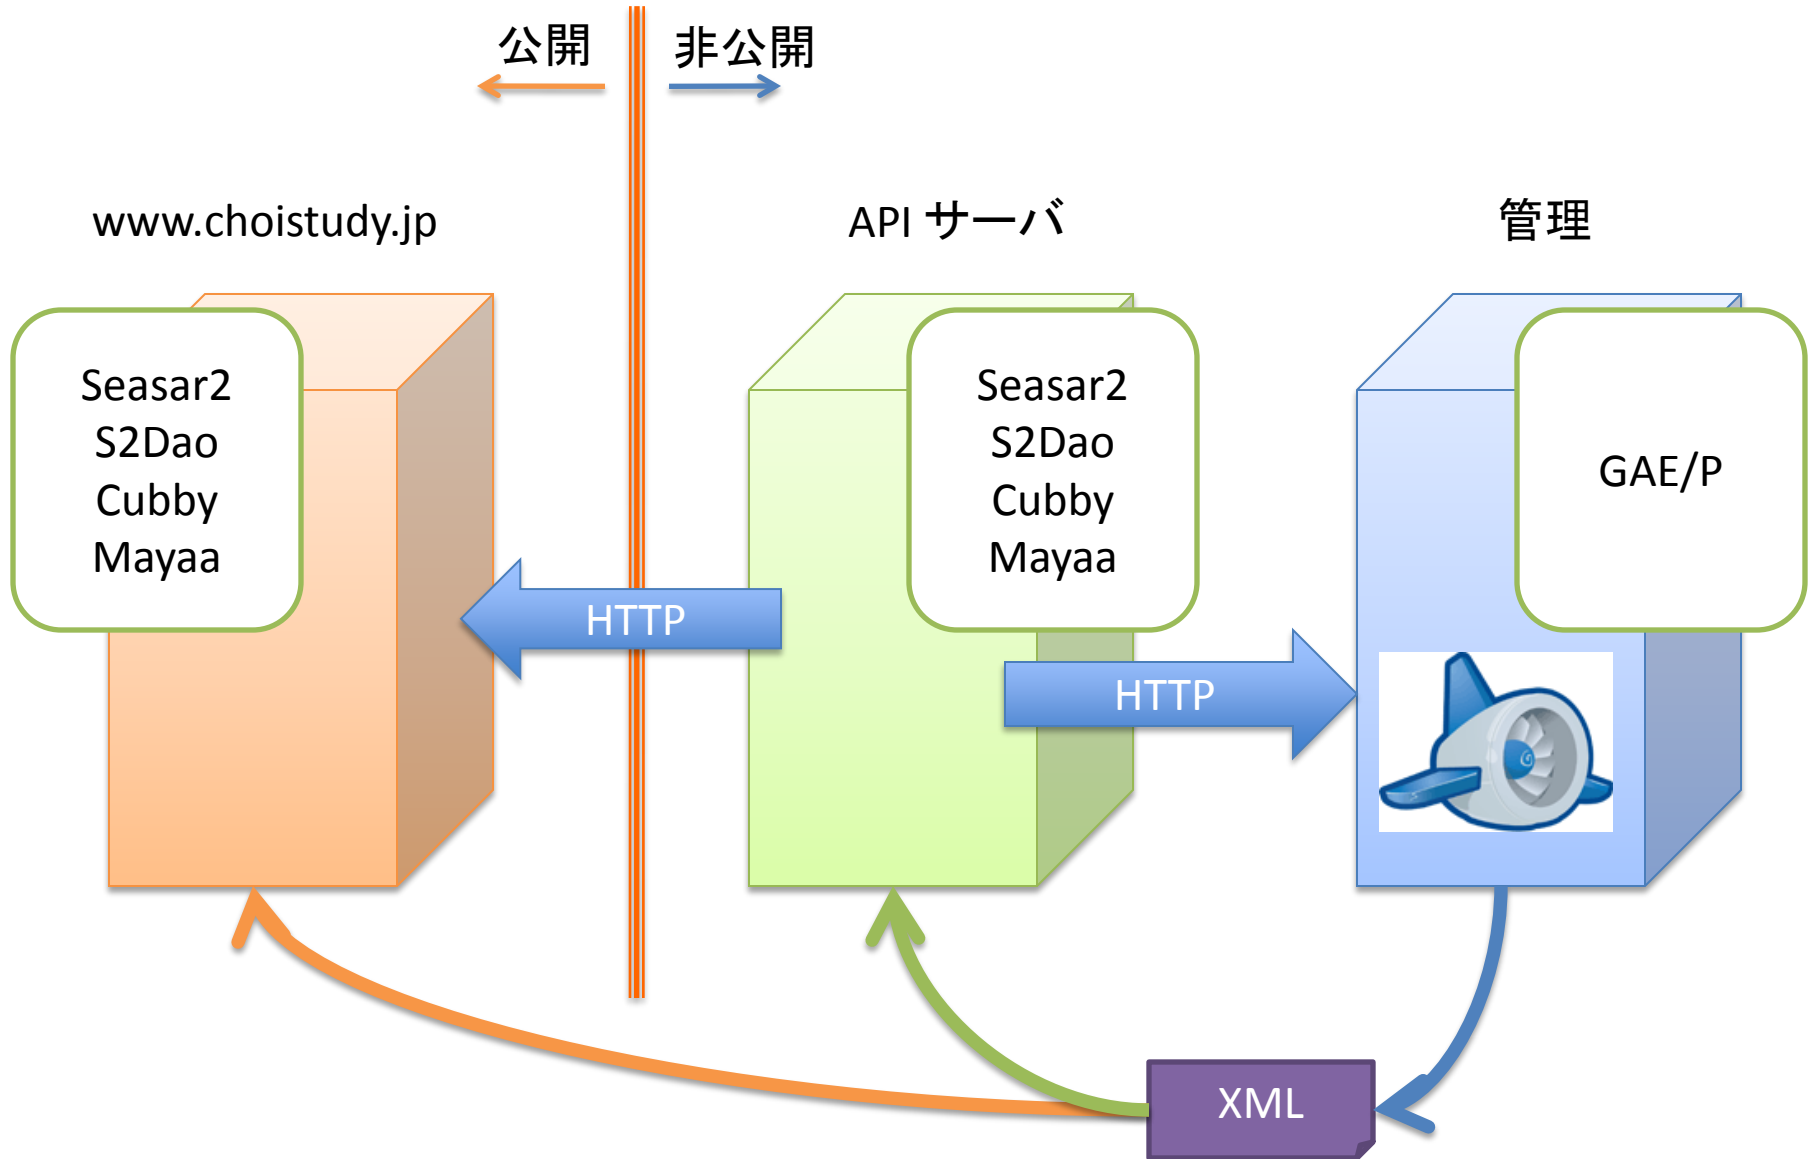 公開
非公開
www.choistudy.jp
API サーバ
管理
Seasar2
S2Dao
Cubby
Mayaa
Seasar2
S2Dao
Cubby
Mayaa
GAE/P
HTTP
HTTP
XML